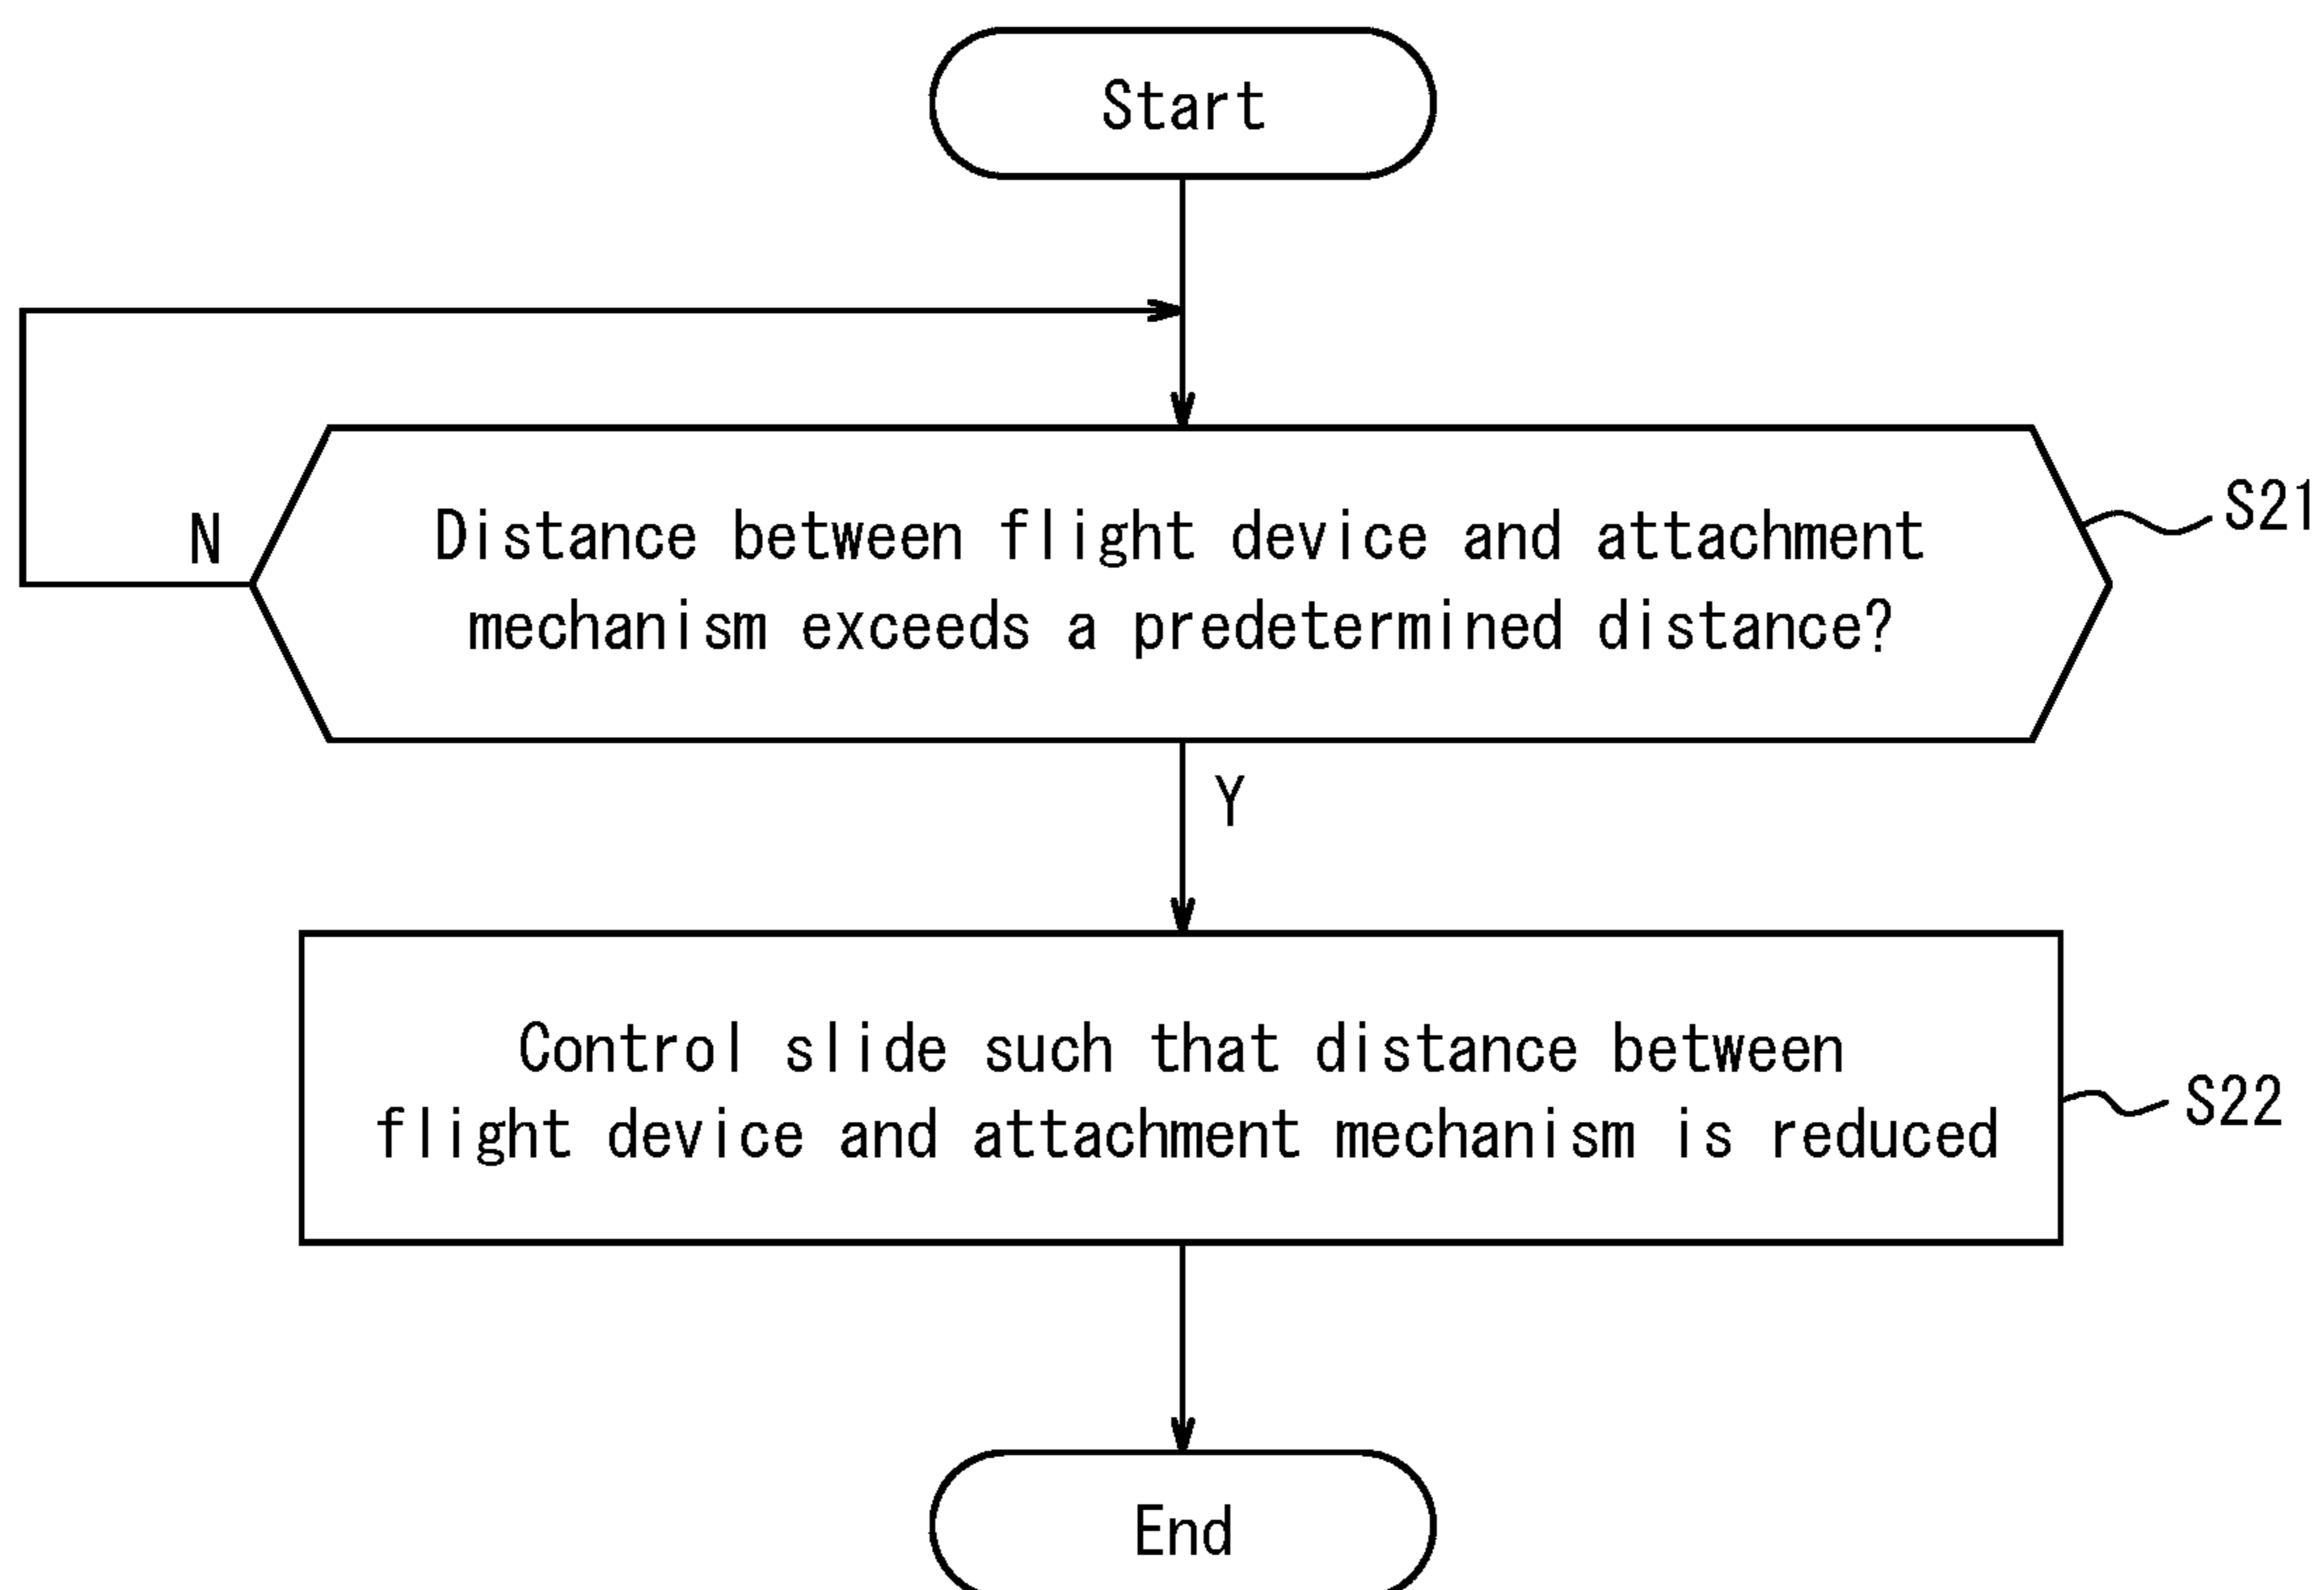 Start
N
Distance between flight device and attachment
mechanism exceeds a predetermined distance?
S21
Y
Control slide such that distance between
flight device and attachment mechanism is reduced
S22
End